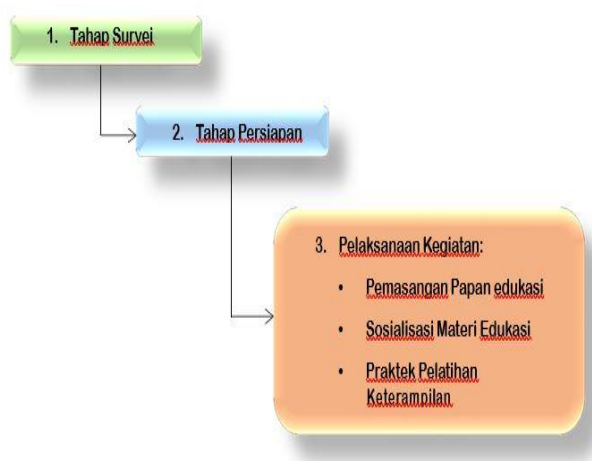 1. Tahap Survei
2. Tahap Persiapan
3. Pelaksanaan Kegiatan:
• Pemasangan Papan edukasi
• Sosialisasi Materi Edukasi
• Praktek Pelatihan
Keterampilan